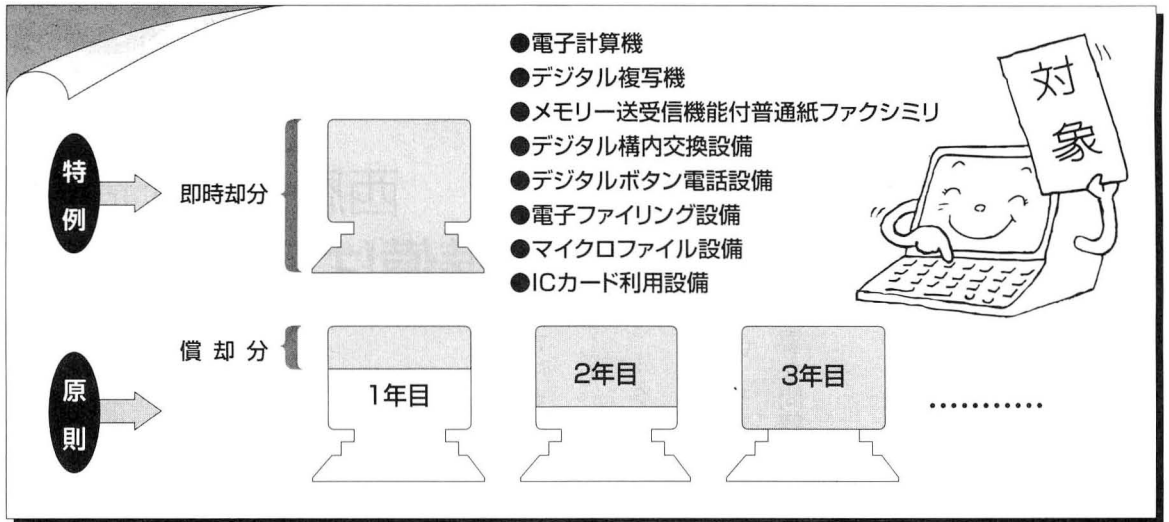 ●電子計算機
●デジタル複写機
●メモリー送受信機能付普通紙ファクシミリ
●デジタル構内交換設備
●デジタルボタン電話設備
●電子ファイリング設備
●マイクロファイル設備
●ICカード利用設備
対象
特例
即時却分
原則
償却分
1年目
2年目
3年目
…………